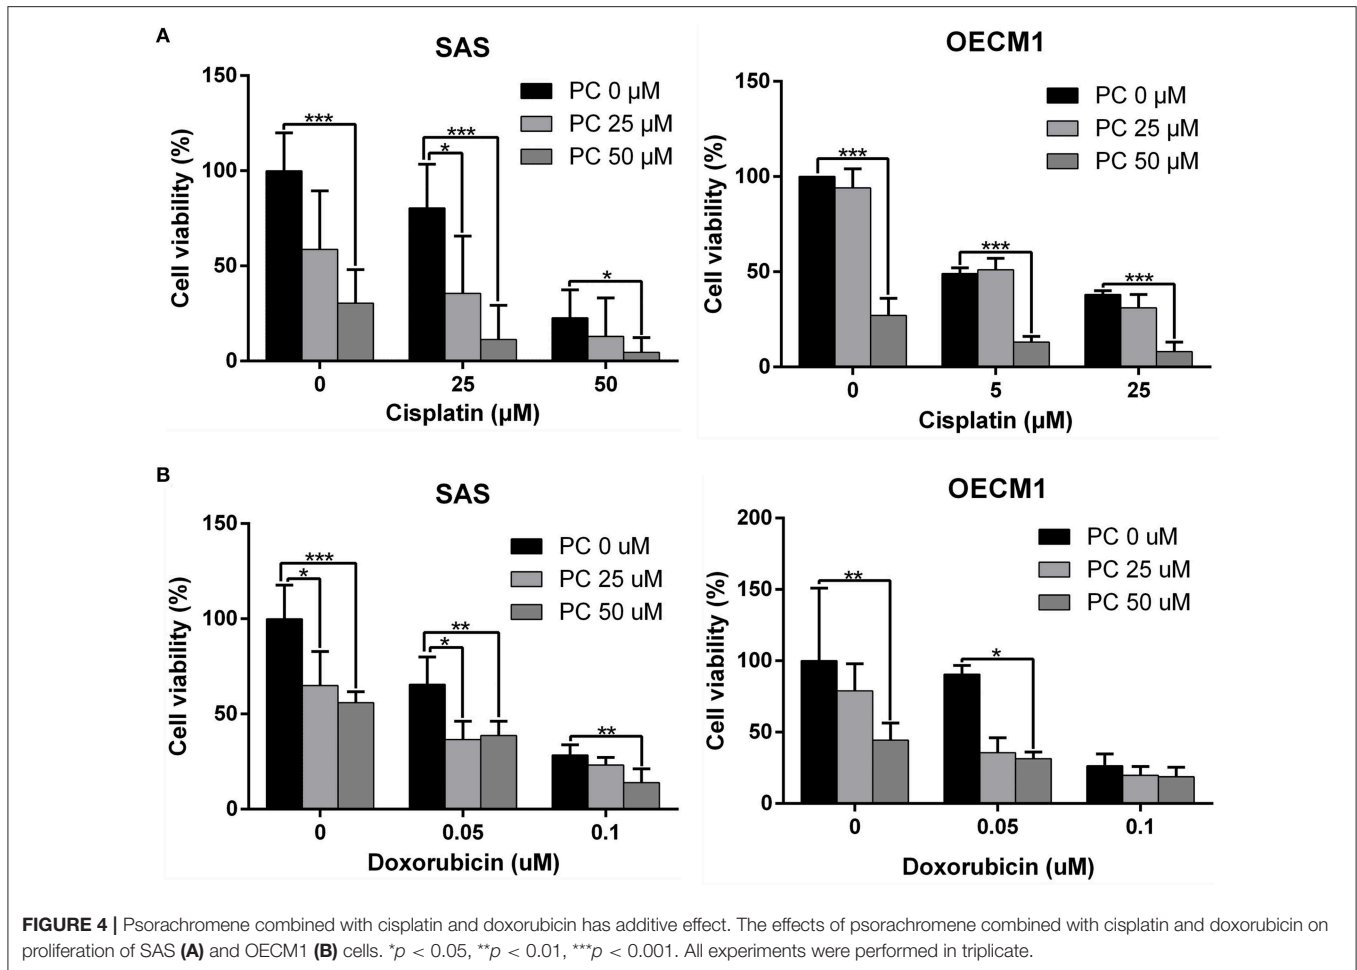 A
SAS
150
100
50
0
Cell viability (%)
PC 0 µM
PC 25 µM
PC 50 µM
***
***
*
*
0 25 50
Cisplatin (µM)
OECM1
150
100
50
0
Cell viability (%)
PC 0 µM
PC 25 µM
PC 50 µM
***
***
***
0 5 25
Cisplatin (µM)
B
SAS
150
100
50
0
Cell viability (%)
PC 0 uM
PC 25 uM
PC 50 uM
***
*
**
*
**
0 0.05 0.1
Doxorubicin (uM)
OECM1
200
150
100
50
0
Cell viability (%)
PC 0 uM
PC 25 uM
PC 50 uM
**
*
0 0.05 0.1
Doxorubicin (uM)
FIGURE 4 | Psorachromene combined with cisplatin and doxorubicin has additive effect. The effects of psorachromene combined with cisplatin and doxorubicin on
proliferation of SAS (A) and OECM1 (B) cells. *p < 0.05, **p < 0.01, ***p < 0.001. All experiments were performed in triplicate.